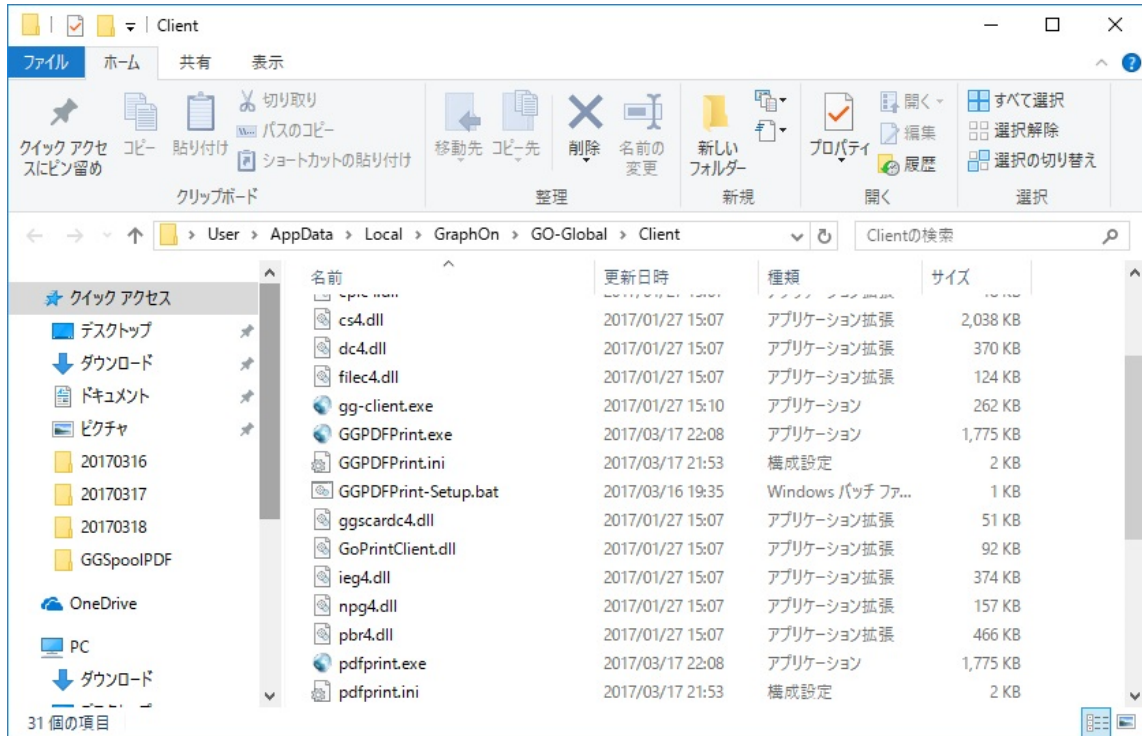 Client
ファイル ホーム 共有 表示
クイック アクセスにピン留め
コピー
貼り付け
切り取り
パスのコピー
ショートカットの貼り付け
クリップボード
移動先
コピー先
削除
名前の変更
整理
新しいフォルダー
新規
プロパティ
開く
編集
履歴
開く
すべて選択
選択解除
選択の切り替え
選択
User › AppData › Local › GraphOn › GO-Global › Client
Clientの検索
クイック アクセス
デスクトップ
ダウンロード
ドキュメント
ピクチャ
20170316
20170317
20170318
GGSpoolPDF
OneDrive
PC
ダウンロード
名前 更新日時 種類 サイズ
cs4.dll 2017/01/27 15:07 アプリケーション拡張 2,038 KB
dc4.dll 2017/01/27 15:07 アプリケーション拡張 370 KB
filec4.dll 2017/01/27 15:07 アプリケーション拡張 124 KB
gg-client.exe 2017/01/27 15:10 アプリケーション 262 KB
GGPDFPrint.exe 2017/03/17 22:08 アプリケーション 1,775 KB
GGPDFPrint.ini 2017/03/17 21:53 構成設定 2 KB
GGPDFPrint-Setup.bat 2017/03/16 19:35 Windows バッチ ファ... 1 KB
ggscardc4.dll 2017/01/27 15:07 アプリケーション拡張 51 KB
GoPrintClient.dll 2017/01/27 15:07 アプリケーション拡張 92 KB
ieg4.dll 2017/01/27 15:07 アプリケーション拡張 374 KB
npg4.dll 2017/01/27 15:07 アプリケーション拡張 157 KB
pbr4.dll 2017/01/27 15:07 アプリケーション拡張 466 KB
pdfprint.exe 2017/03/17 22:08 アプリケーション 1,775 KB
pdfprint.ini 2017/03/17 21:53 構成設定 2 KB
31 個の項目